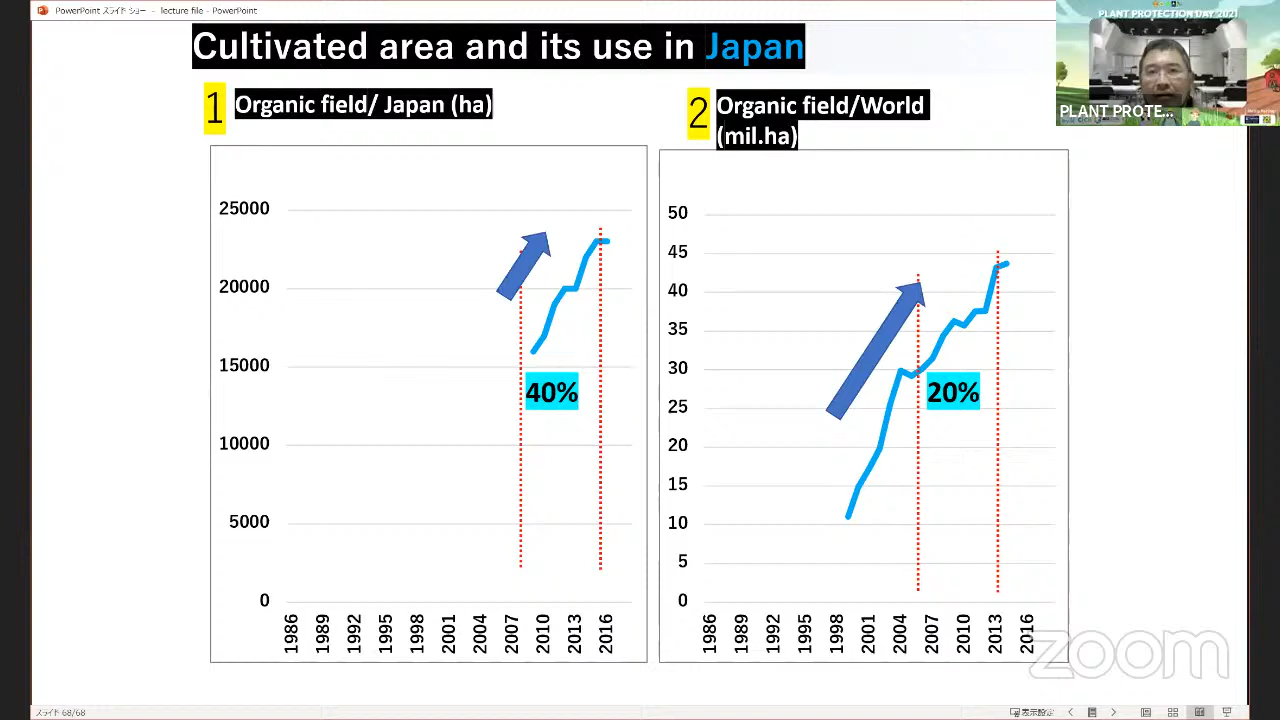 PowerPoint スライド ショー - lecture file - PowerPoint
PLANT PROTECTION DAY 2021
Cultivated area and its use in Japan
PLANT PROTE...
1 Organic field/ Japan (ha)
2 Organic field/World
(mil.ha)
25000
20000
15000
10000
5000
0
40%
1986 1989 1992 1995 1998 2001 2004 2007 2010 2013 2016
50
45
40
35
30
25
20
15
10
5
0
20%
1986 1989 1992 1995 1998 2001 2004 2007 2010 2013 2016
zoom
スライド 68/68
表示設定